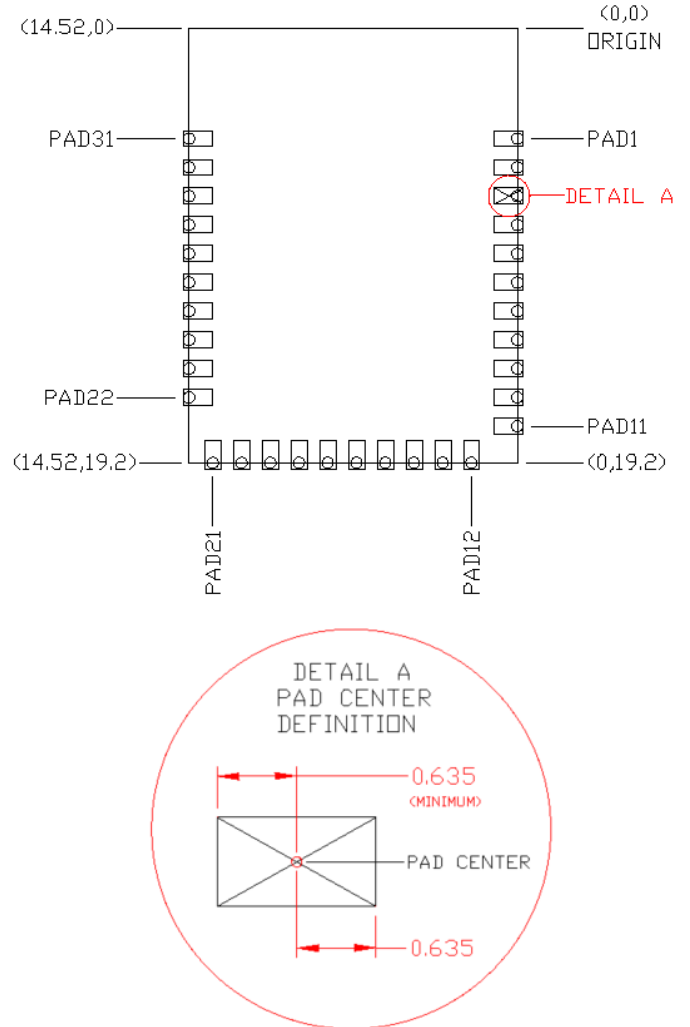 (14.52,0)
(0,0)
ORIGIN
PAD31
PAD1
DETAIL A
PAD22
PAD11
(14.52,19.2)
(0,19.2)
PAD21
PAD12
DETAIL A
PAD CENTER
DEFINITION
0.635
(MINIMUM)
PAD CENTER
0.635